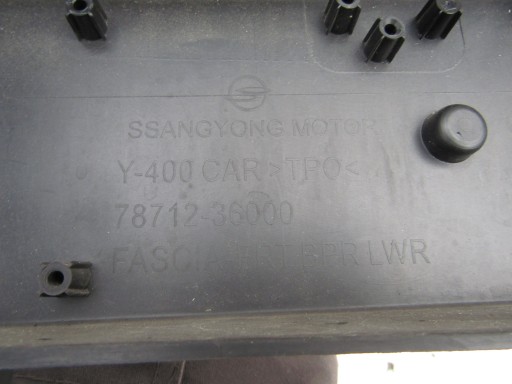 SSANGYONG MOTOR
Y-400 CAR >TPO<
78712-36000
LWR